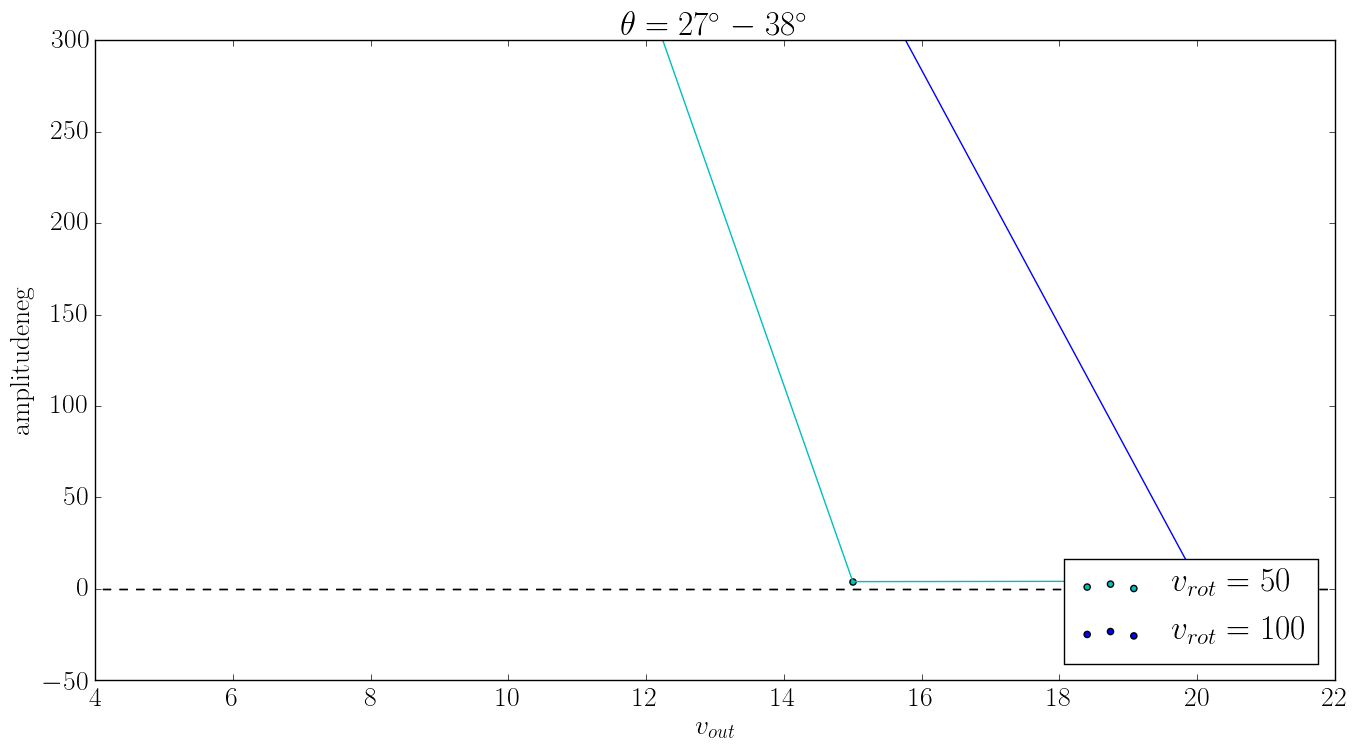 θ = 27° − 38°
300
250
200
150
100
50
0
−50
amplitudeneg
4 6 8 10 12 14 16 18 20 22
v_out
v_rot = 50
v_rot = 100